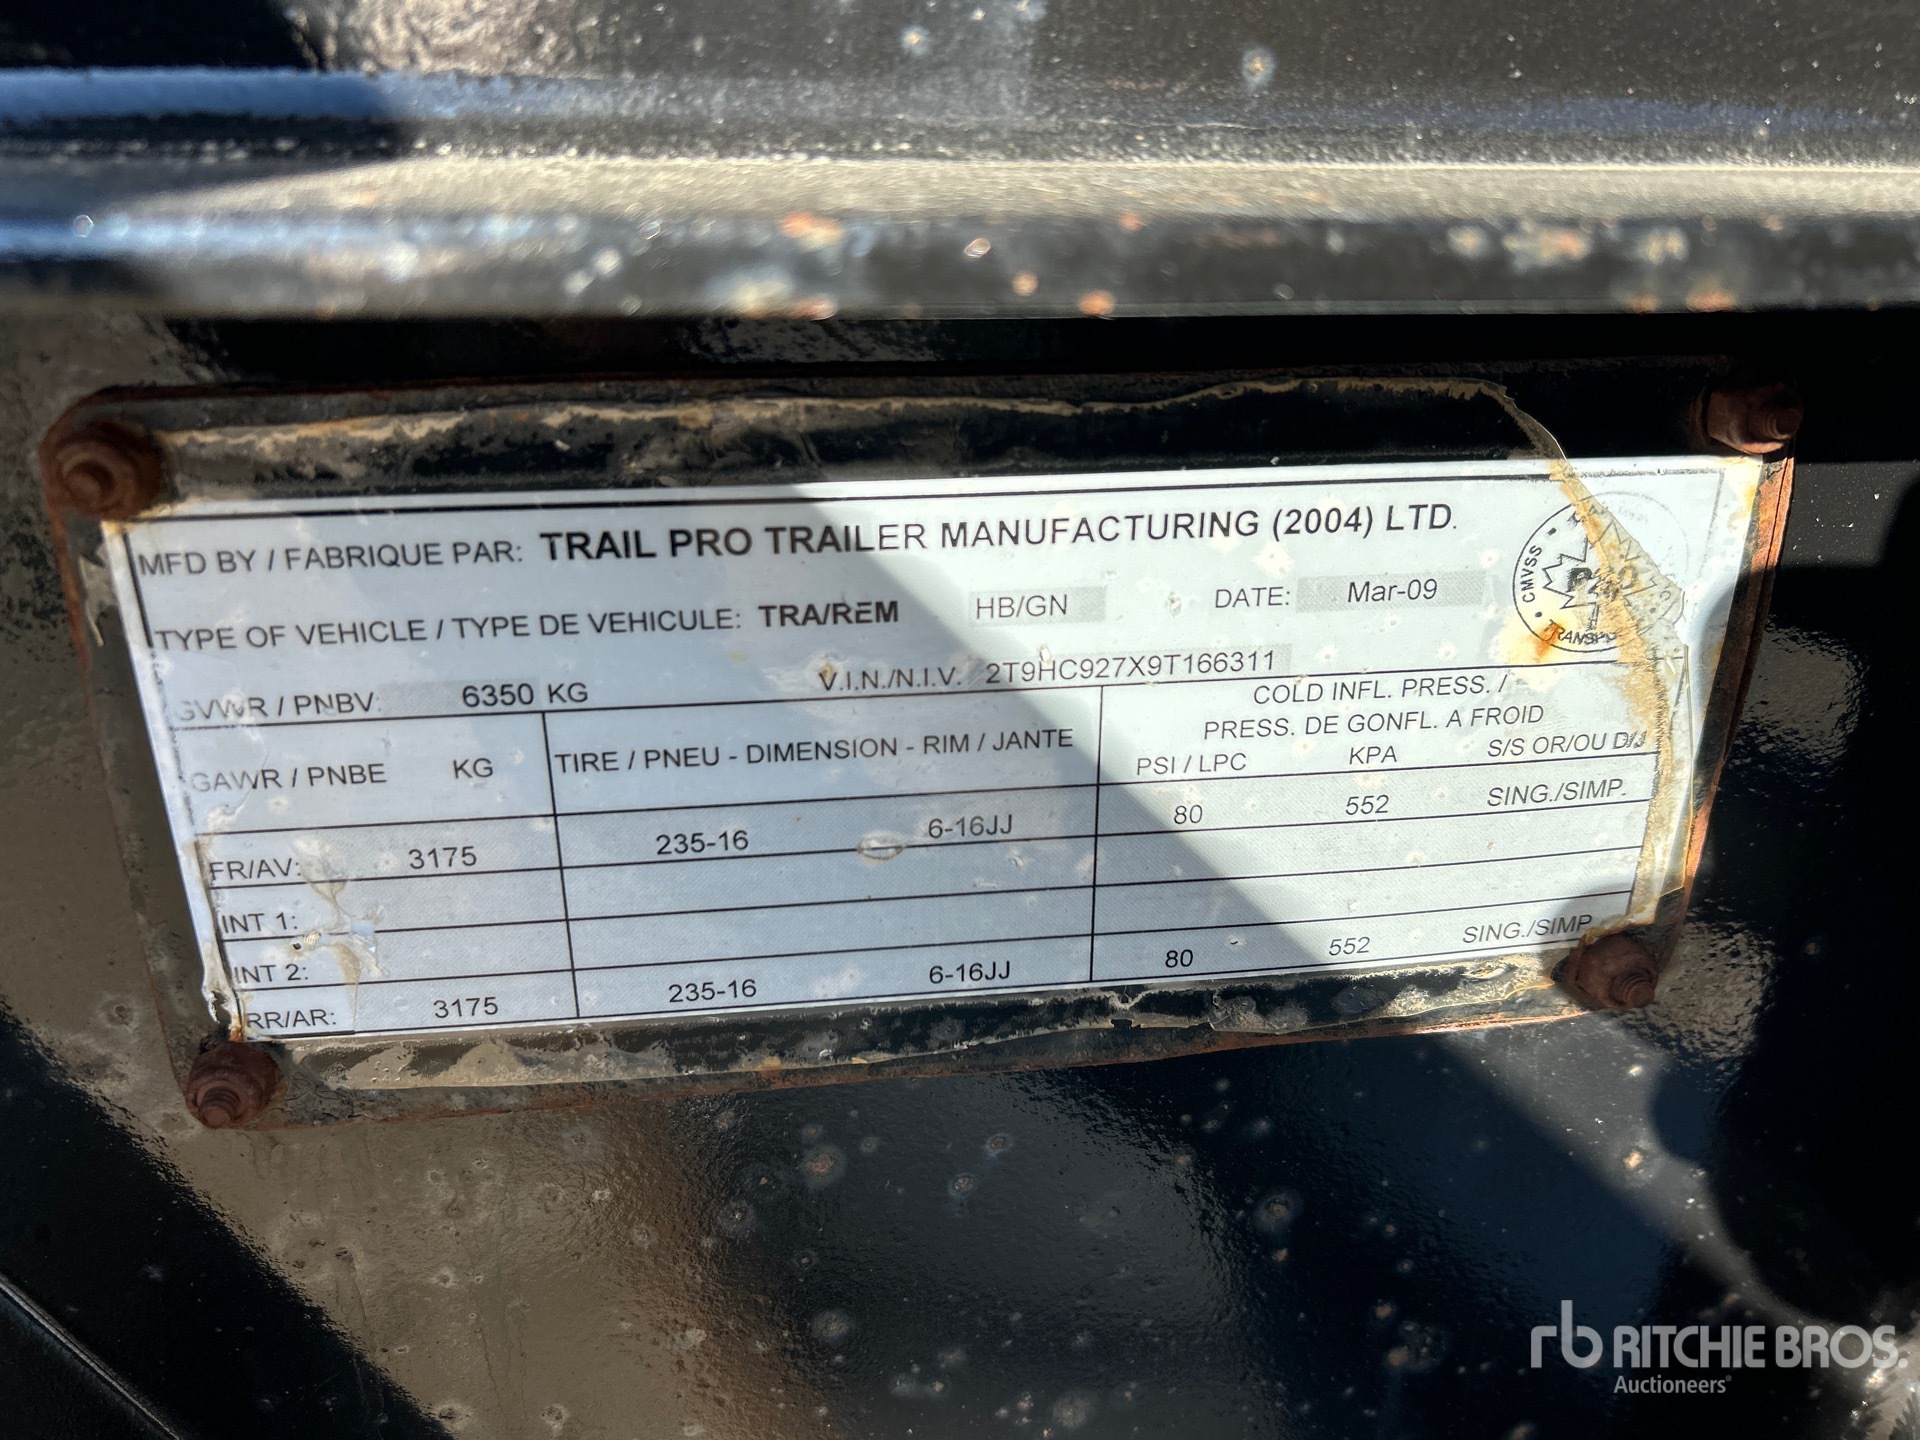 MFD BY / FABRIQUE PAR: TRAIL PRO TRAILER MANUFACTURING (2004) LTD.
TYPE OF VEHICLE / TYPE DE VEHICULE: TRA/REM HB/GN DATE: Mar-09
GVWR / PNBV: 6350 KG V.I.N./N.I.V. 2T9HC927X9T166311
GAWR / PNBE KG TIRE / PNEU - DIMENSION - RIM / JANTE COLD INFL. PRESS. /
PRESS. DE GONFL. A FROID
PSI / LPC KPA S/S OR/OU D/J
FR/AV: 3175 235-16 6-16JJ 80 552 SING./SIMP.
INT 1:
INT 2:
RR/AR: 3175 235-16 6-16JJ 80 552 SING./SIMP
CMVSS
rb RITCHIE BROS.
Auctioneers